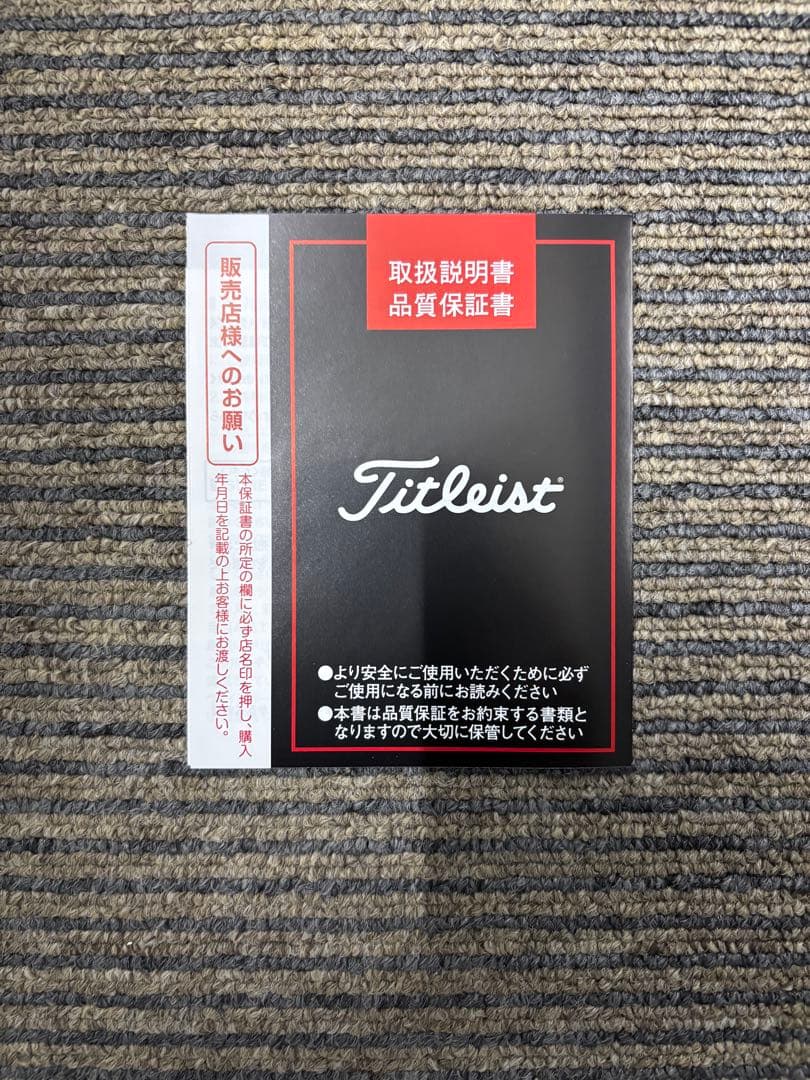 取扱説明書
品質保証書
Titleist®
●より安全にご使用いただくために必ず
ご使用になる前にお読みください
●本書は品質保証をお約束する書類と
なりますので大切に保管してください
販売店様へのお願い
本保証書の所定の欄に必ず店名印を押し、購入
年月日を記載の上お客様にお渡しください。